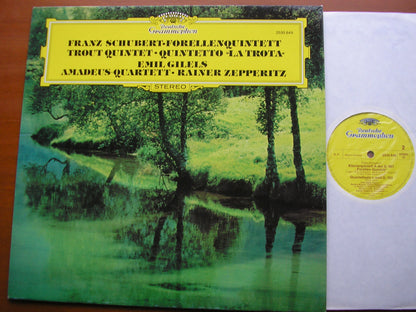 Deutsche
Grammophon
2530 646
FRANZ SCHUBERT·FORELLENQUINTETT
TROUT QUINTET·QUINTETTO ·LA TROTA·
EMIL GILELS
AMADEUS-QUARTETT·RAINER ZEPPERITZ
STEREO
Deutsche
Grammophon
2